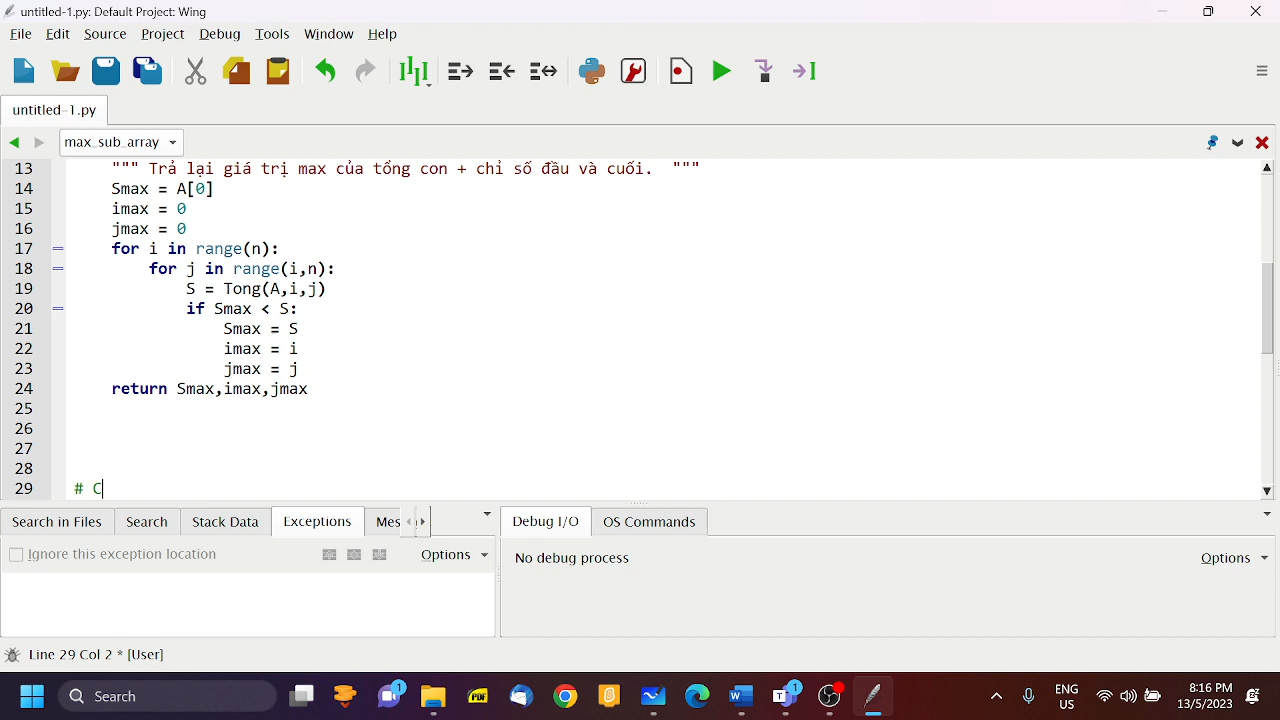 untitled-1.py: Default Project: Wing
File Edit Source Project Debug Tools Window Help
untitled-1.py
max_sub_array
13 """ Trả lại giá trị max của tổng con + chỉ số đầu và cuối.  """
14 Smax = A[0]
15 imax = 0
16 jmax = 0
17 for i in range(n):
18 for j in range(i,n):
19 S = Tong(A,i,j)
20 if Smax < S:
21 Smax = S
22 imax = i
23 jmax = j
24 return Smax,imax,jmax
25
26
27
28
29 # C
Search in Files Search Stack Data Exceptions Mes Debug I/O OS Commands
Ignore this exception location Options No debug process Options
Line 29 Col 2 * [User]
Search 1 PDF 1 ENG US 8:16 PM 13/5/2023